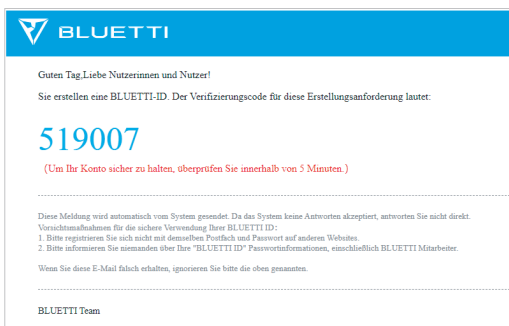 BLUETTI
Guten Tag,Liebe Nutzerinnen und Nutzer!
Sie erstellen eine BLUETTI-ID. Der Verifizierungscode für diese Erstellungsanforderung lautet:
519007
(Um Ihr Konto sicher zu halten, überprüfen Sie innerhalb von 5 Minuten.)
Diese Meldung wird automatisch vom System gesendet. Da das System keine Antworten akzeptiert, antworten Sie nicht direkt.
Vorsichtsmaßnahmen für die sichere Verwendung Ihrer BLUETTI ID:
1. Bitte registrieren Sie sich nicht mit demselben Postfach und Passwort auf anderen Websites.
2. Bitte informieren Sie niemanden über Ihre "BLUETTI ID" Passwortinformationen, einschließlich BLUETTI Mitarbeiter.
Wenn Sie diese E-Mail falsch erhalten, ignorieren Sie bitte die oben genannten.
BLUETTI Team